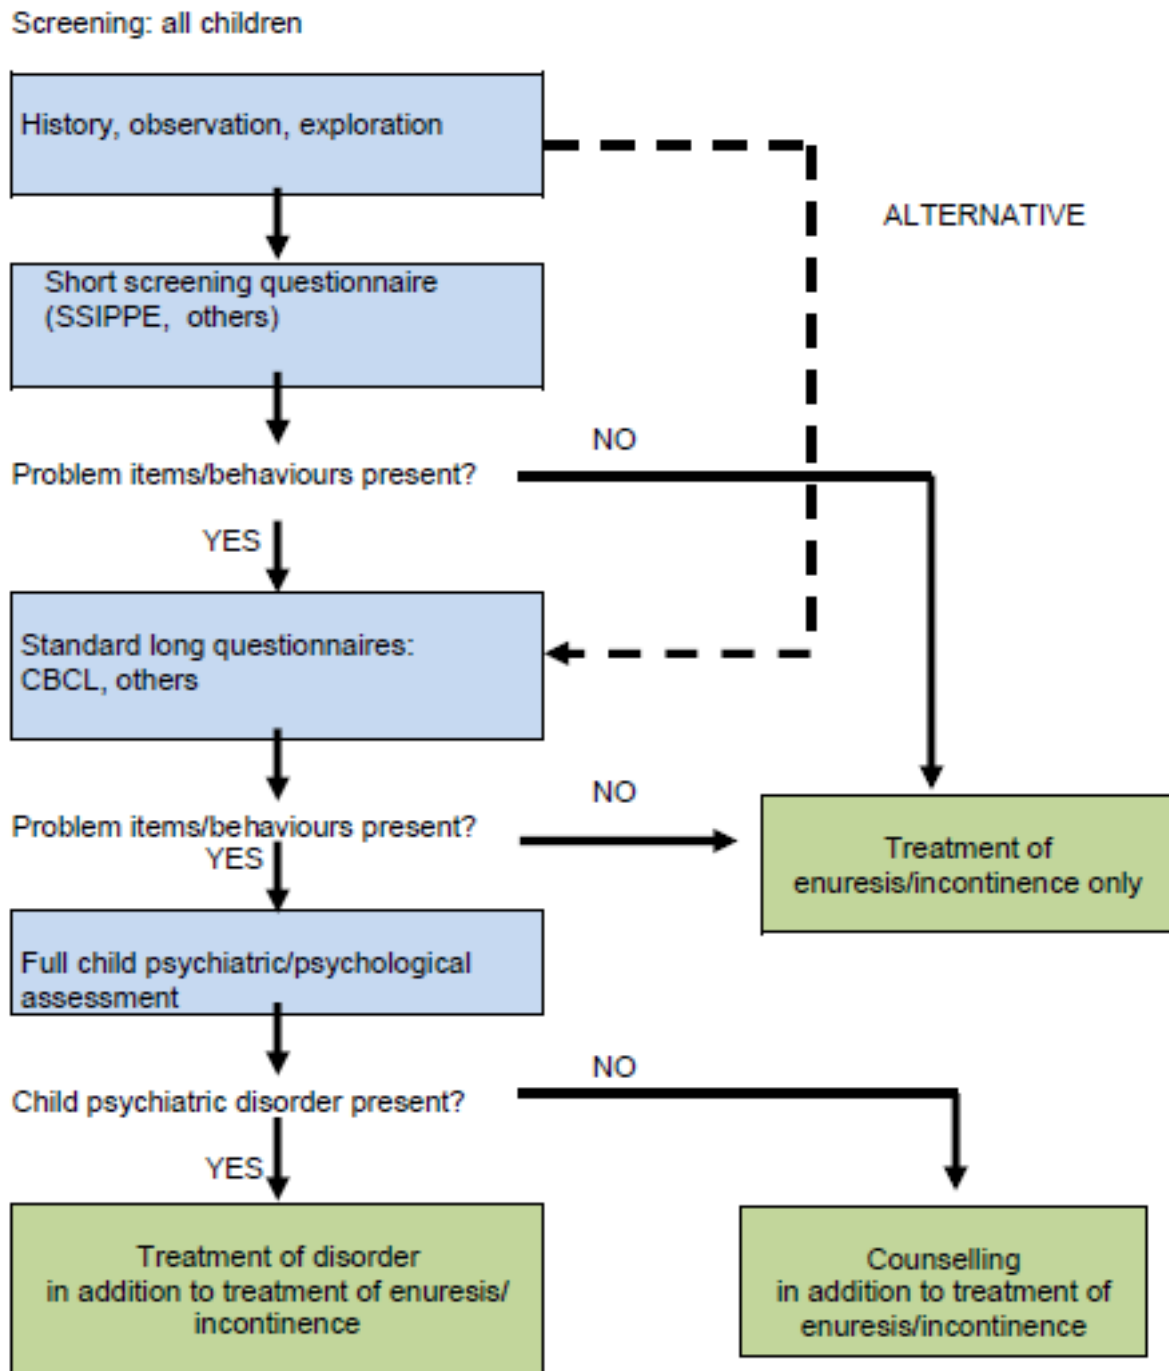 Screening: all children
History, observation, exploration
ALTERNATIVE
Short screening questionnaire
(SSIPPE, others)
NO
Problem items/behaviours present?
YES
Standard long questionnaires:
CBCL, others
NO
Problem items/behaviours present?
YES
Treatment of
enuresis/incontinence only
Full child psychiatric/psychological
assessment
NO
Child psychiatric disorder present?
YES
Treatment of disorder
in addition to treatment of enuresis/
incontinence
Counselling
in addition to treatment of
enuresis/incontinence